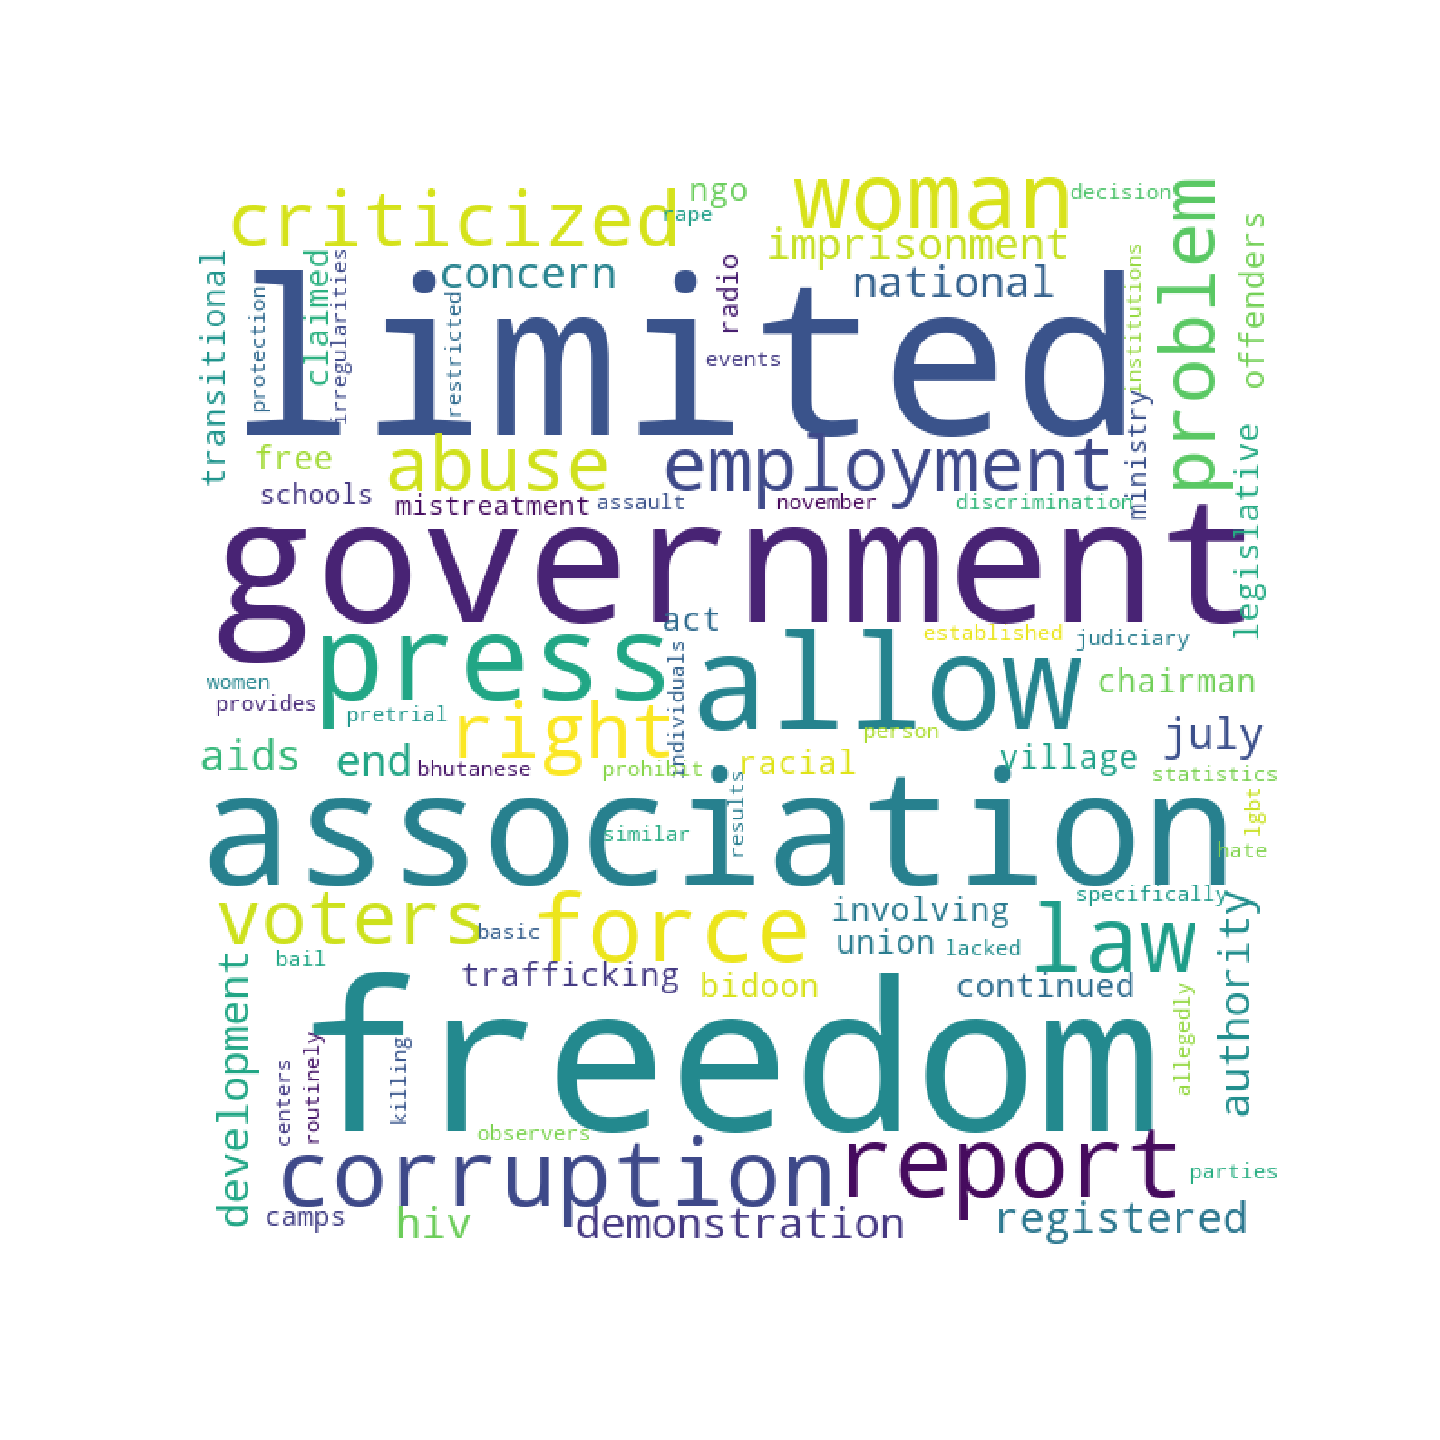 criticized
ngo
rape
woman
decision
imprisonment
problem
offenders
transitional
protection
claimed
irregularities
concern
restricted
radio
national
institutions
limited
events
free
abuse
employment
ministry
legislative
schools
mistreatment
assault
november
discrimination
government
press
act
individuals
allow
established
judiciary
women
provides
pretrial
right
person
chairman
july
aids
end
bhutanese
prohibit
racial
village
statistics
association
similar
results
lgbt
hate
voters
basic
force
involving
union
lacked
law
specifically
authority
bail
trafficking
bidoon
continued
development
freedom
centers
routinely
killing
allegedly
observers
corruption
report
parties
camps
hiv
demonstration
registered